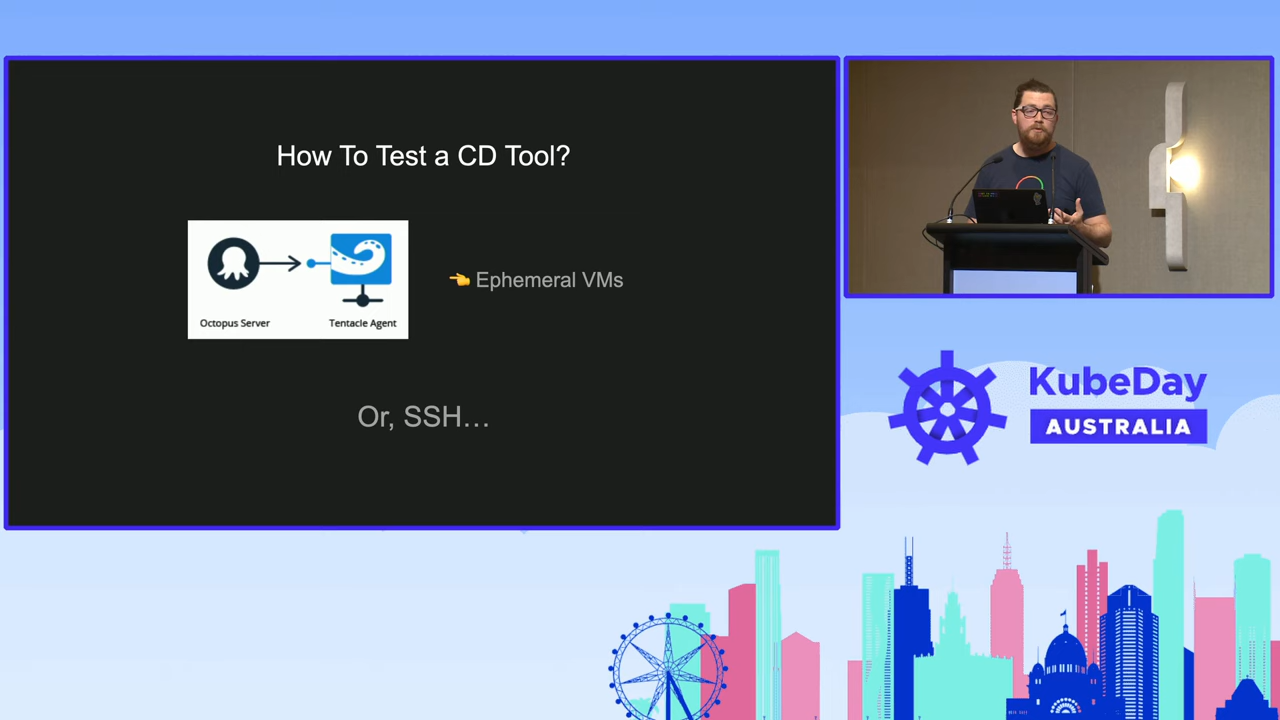 How To Test a CD Tool?
Octopus Server
Tentacle Agent
👈 Ephemeral VMs
Or, SSH…
KubeDay
AUSTRALIA